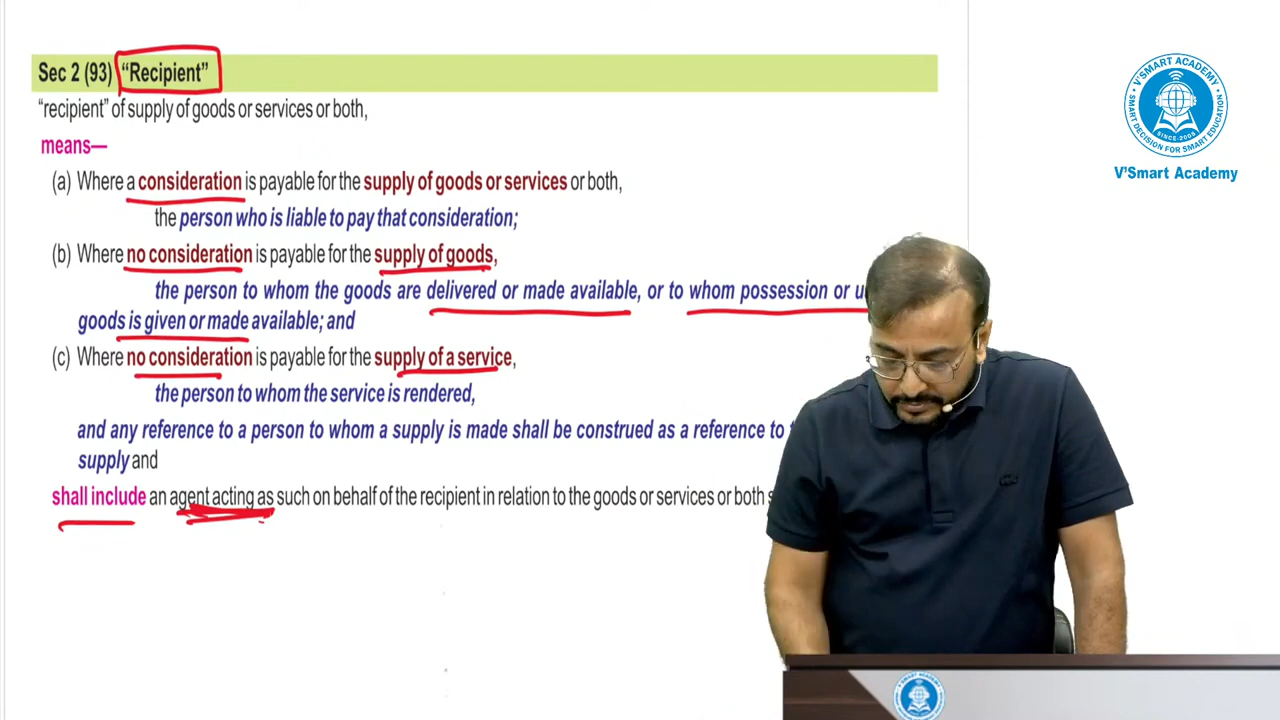 Sec 2 (93) “Recipient”
“recipient” of supply of goods or services or both,
means—
(a) Where a consideration is payable for the supply of goods or services or both,
the person who is liable to pay that consideration;
(b) Where no consideration is payable for the supply of goods,
the person to whom the goods are delivered or made available, or to whom possession or
goods is given or made available; and
(c) Where no consideration is payable for the supply of a service,
the person to whom the service is rendered,
and any reference to a person to whom a supply is made shall be construed as a reference to
supply and
shall include an agent acting as such on behalf of the recipient in relation to the goods or services or both
V'SMART ACADEMY
SMART DECISION FOR SMART EDUCATION
SINCE-2008
V'Smart Academy
V'SMART ACADEMY